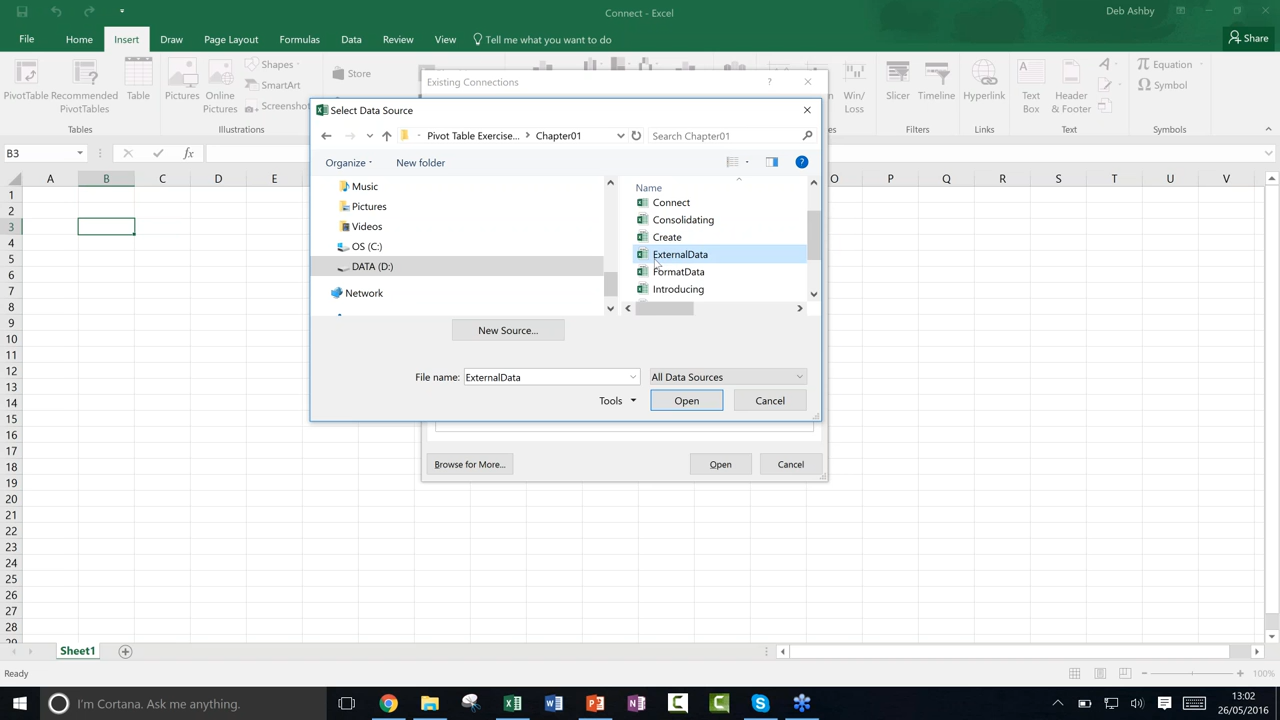 Connect - Excel
Deb Ashby
File
Home
Insert
Draw
Page Layout
Formulas
Data
Review
View
Tell me what you want to do
Share
PivotTable
Recommended
PivotTables
Table
Tables
Pictures
Online
Pictures
Shapes
SmartArt
Screenshot
Illustrations
Store
Win/
Loss
Slicer
Timeline
Filters
Hyperlink
Links
Text
Box
Header
& Footer
Text
Equation
Symbol
Symbols
Existing Connections
Select Data Source
Pivot Table Exercise...
Chapter01
Search Chapter01
Organize
New folder
Music
Pictures
Videos
OS (C:)
DATA (D:)
Network
Name
Connect
Consolidating
Create
ExternalData
FormatData
Introducing
New Source...
File name:
ExternalData
All Data Sources
Tools
Open
Cancel
Browse for More...
Open
Cancel
B3
fx
A B C D E O P Q R S T U V
1
2
3
4
5
6
7
8
9
10
11
12
13
14
15
16
17
18
19
20
21
22
23
24
25
26
27
28
29
Sheet1
Ready
100%
I'm Cortana. Ask me anything.
13:02
26/05/2016